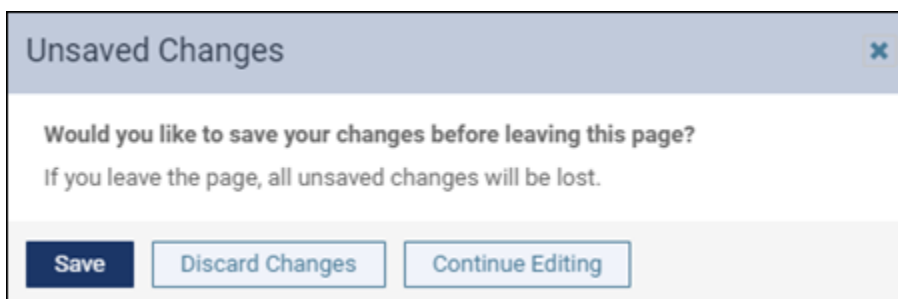 Unsaved Changes
Would you like to save your changes before leaving this page?
If you leave the page, all unsaved changes will be lost.
Save Discard Changes Continue Editing